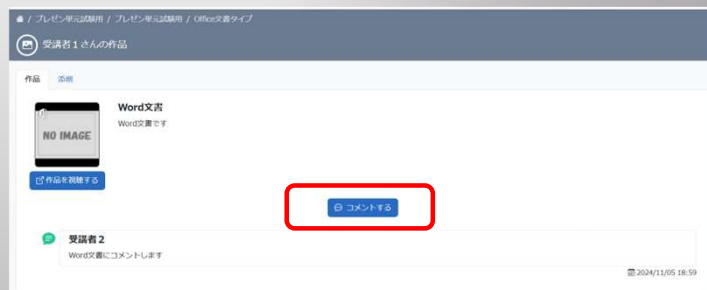 / プレゼン単元試験用 / プレゼン単元試験用 / Office文書タイプ
受講者１さんの作品
作品 添削
Word文書
Word文書です
NO IMAGE
作品を視聴する
コメントする
受講者２
Word文書にコメントします
2024/11/05 18:59